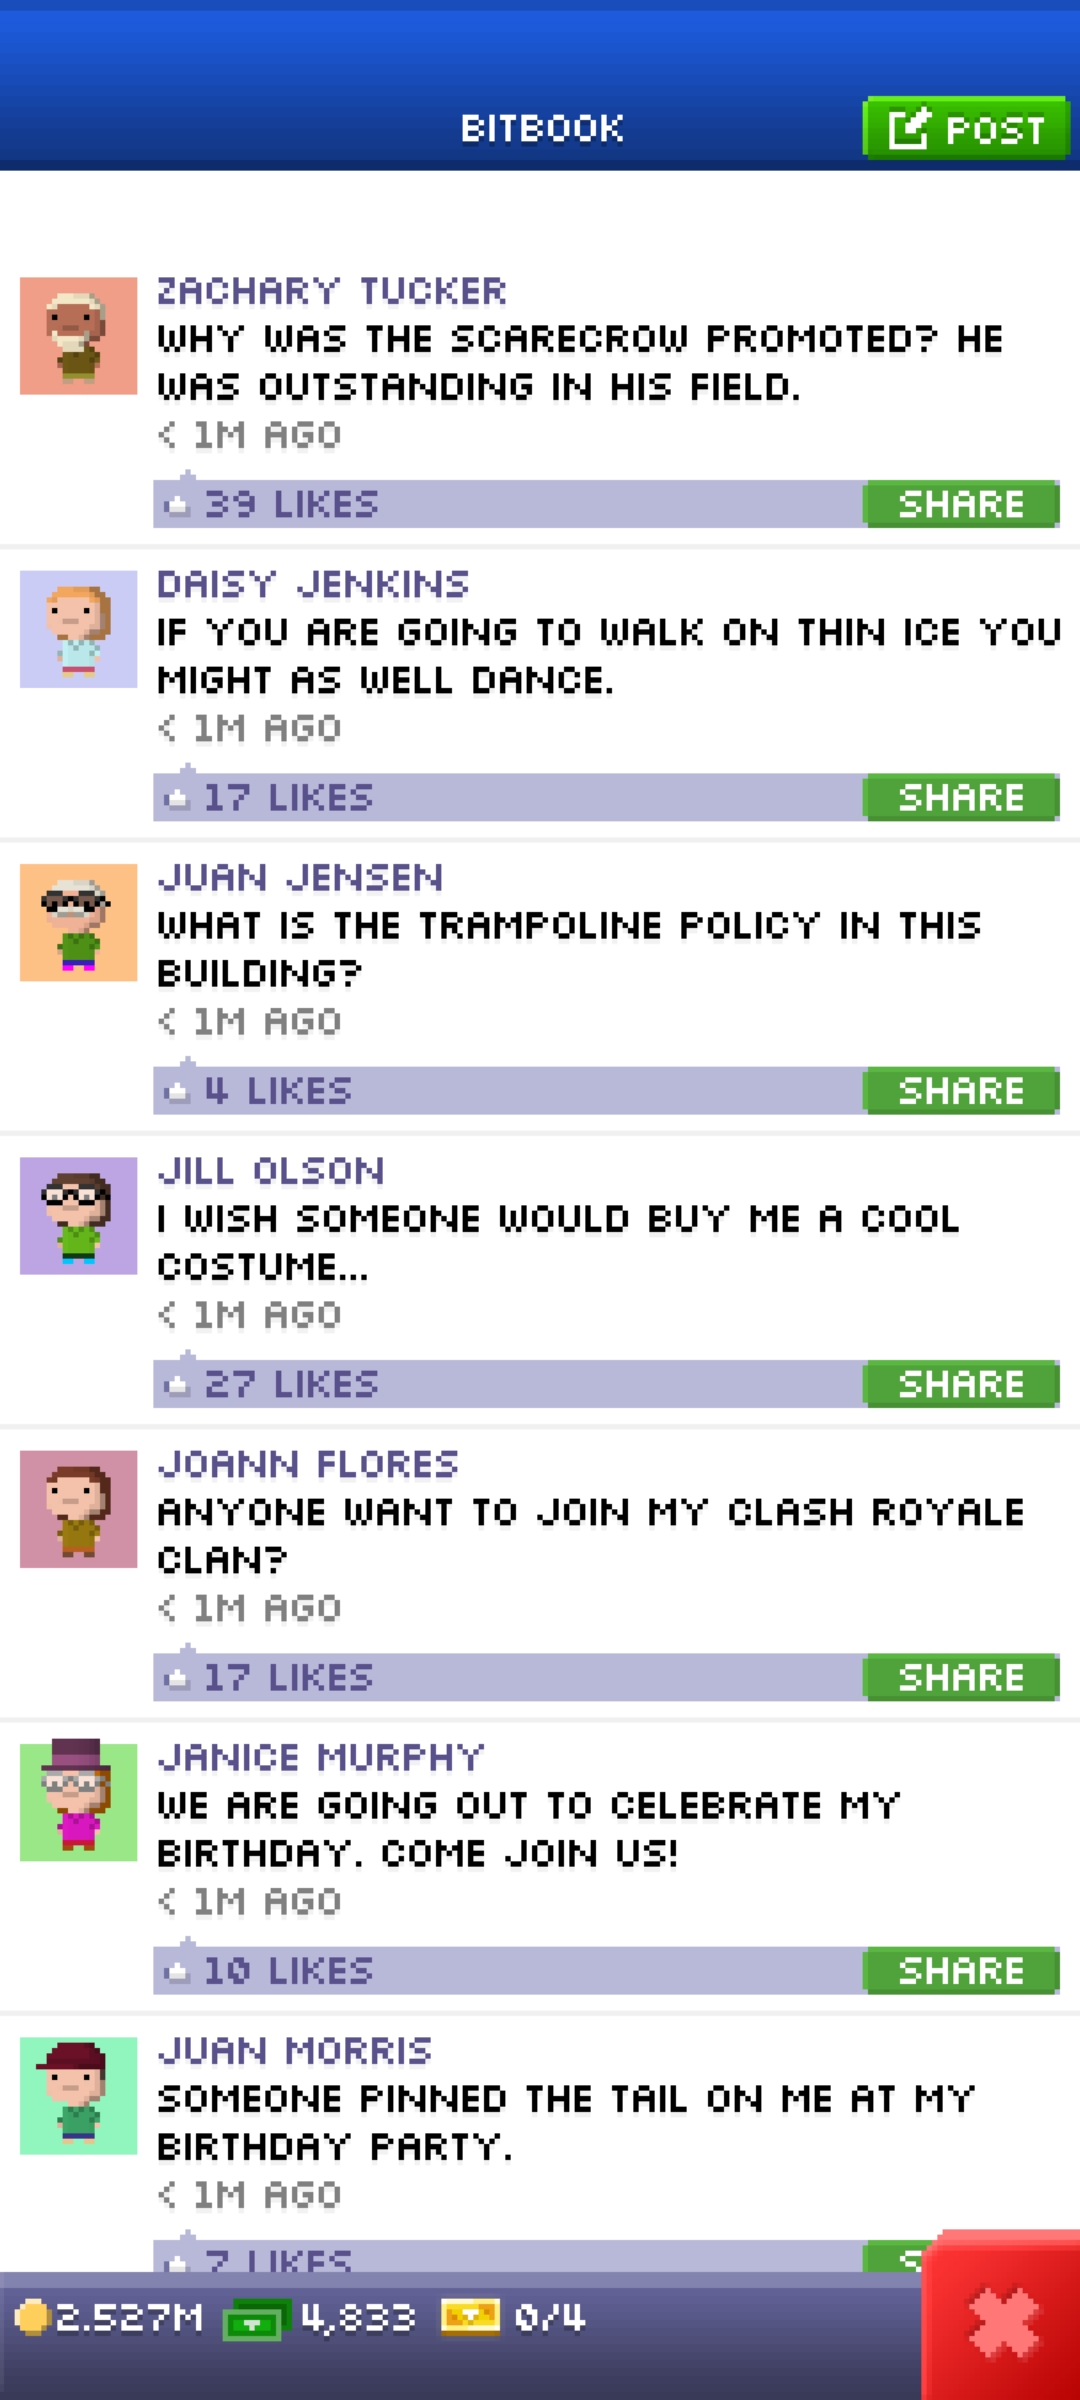 BITBOOK
POST
ZACHARY TUCKER
WHY WAS THE SCARECROW PROMOTED? HE
WAS OUTSTANDING IN HIS FIELD.
< 1M AGO
39 LIKES
SHARE
DAISY JENKINS
IF YOU ARE GOING TO WALK ON THIN ICE YOU
MIGHT AS WELL DANCE.
< 1M AGO
17 LIKES
SHARE
JUAN JENSEN
WHAT IS THE TRAMPOLINE POLICY IN THIS
BUILDING?
< 1M AGO
4 LIKES
SHARE
JILL OLSON
I WISH SOMEONE WOULD BUY ME A COOL
COSTUME...
< 1M AGO
27 LIKES
SHARE
JOANN FLORES
ANYONE WANT TO JOIN MY CLASH ROYALE
CLAN?
< 1M AGO
17 LIKES
SHARE
JANICE MURPHY
WE ARE GOING OUT TO CELEBRATE MY
BIRTHDAY. COME JOIN US!
< 1M AGO
10 LIKES
SHARE
JUAN MORRIS
SOMEONE PINNED THE TAIL ON ME AT MY
BIRTHDAY PARTY.
< 1M AGO
7 LIKES
2.527M 4,833 0/4